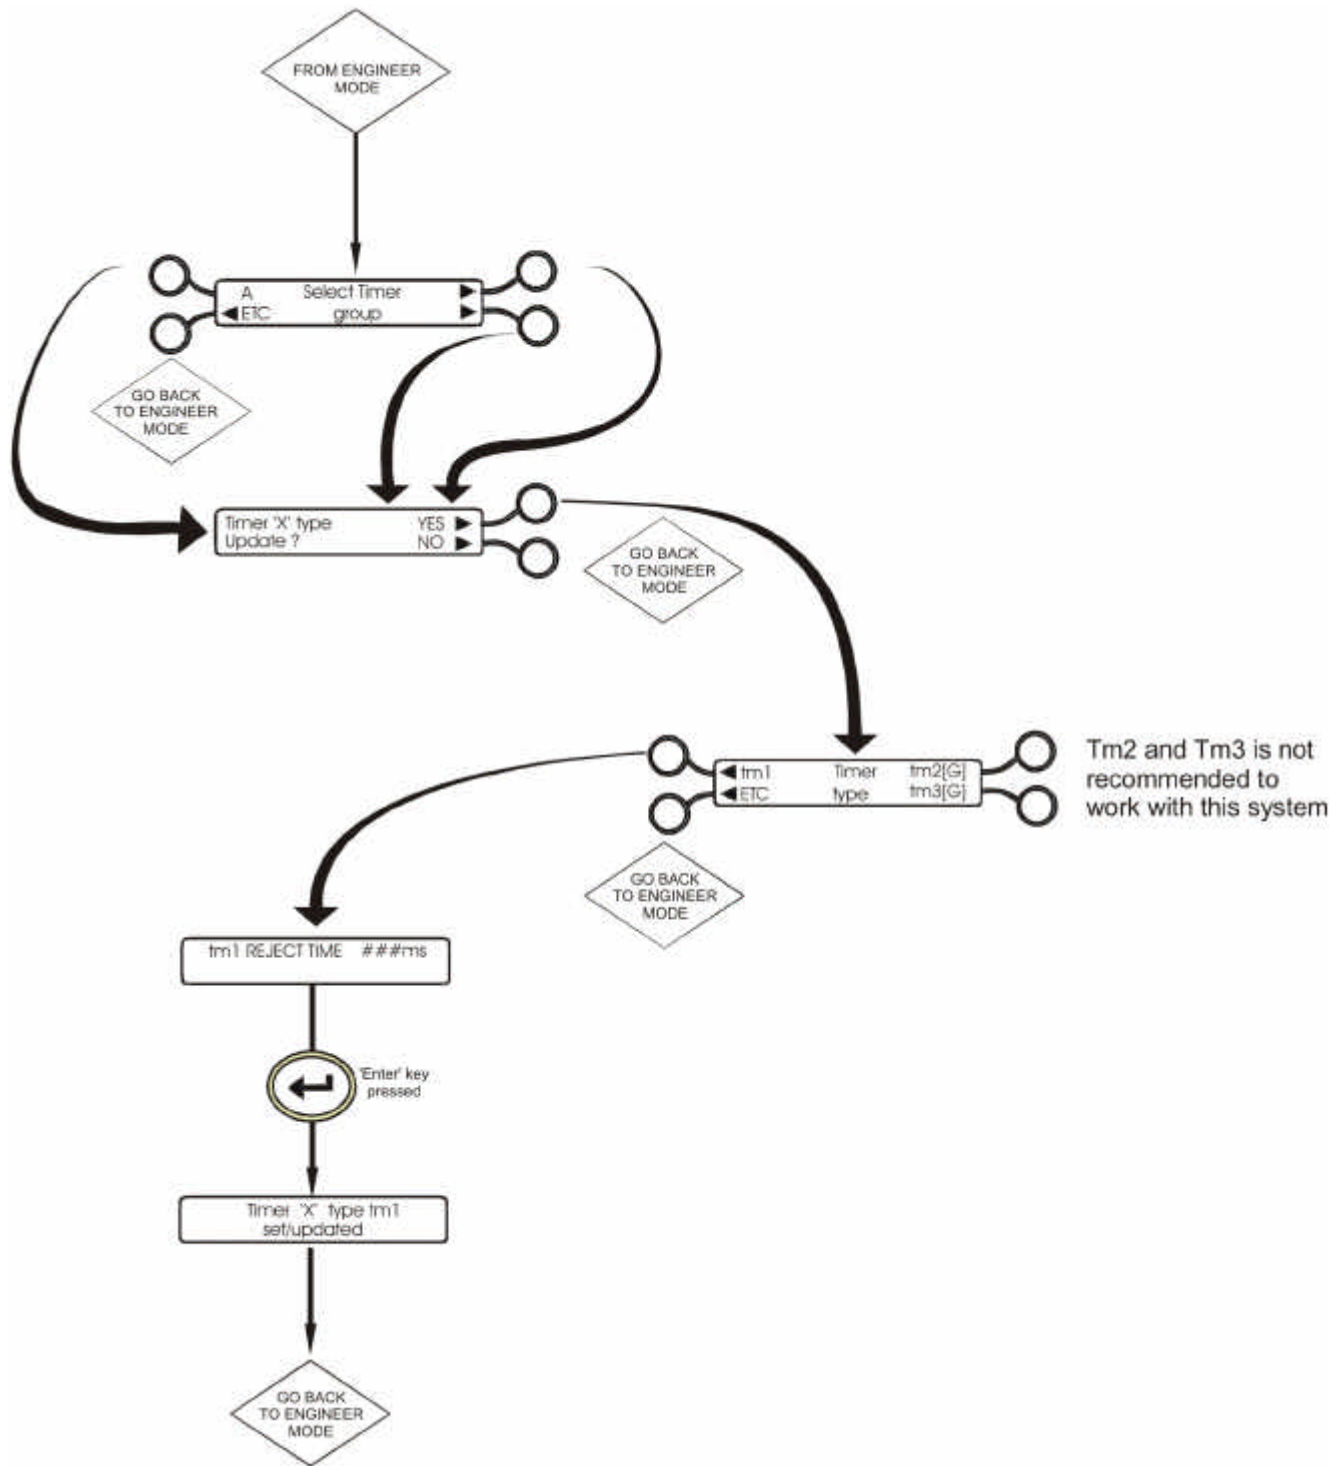 FROM ENGINEER
MODE
A Select Timer ▶
◀ETC group ▶
GO BACK
TO ENGINEER
MODE
Timer 'X' type YES ▶
Update ? NO ▶
GO BACK
TO ENGINEER
MODE
◀ tm1 Timer tm2[G]
◀ ETC type tm3[G]
Tm2 and Tm3 is not
recommended to
work with this system
GO BACK
TO ENGINEER
MODE
tm1 REJECT TIME ###ms
'Enter' key
pressed
Timer 'X' type tm1
set/updated
GO BACK
TO ENGINEER
MODE